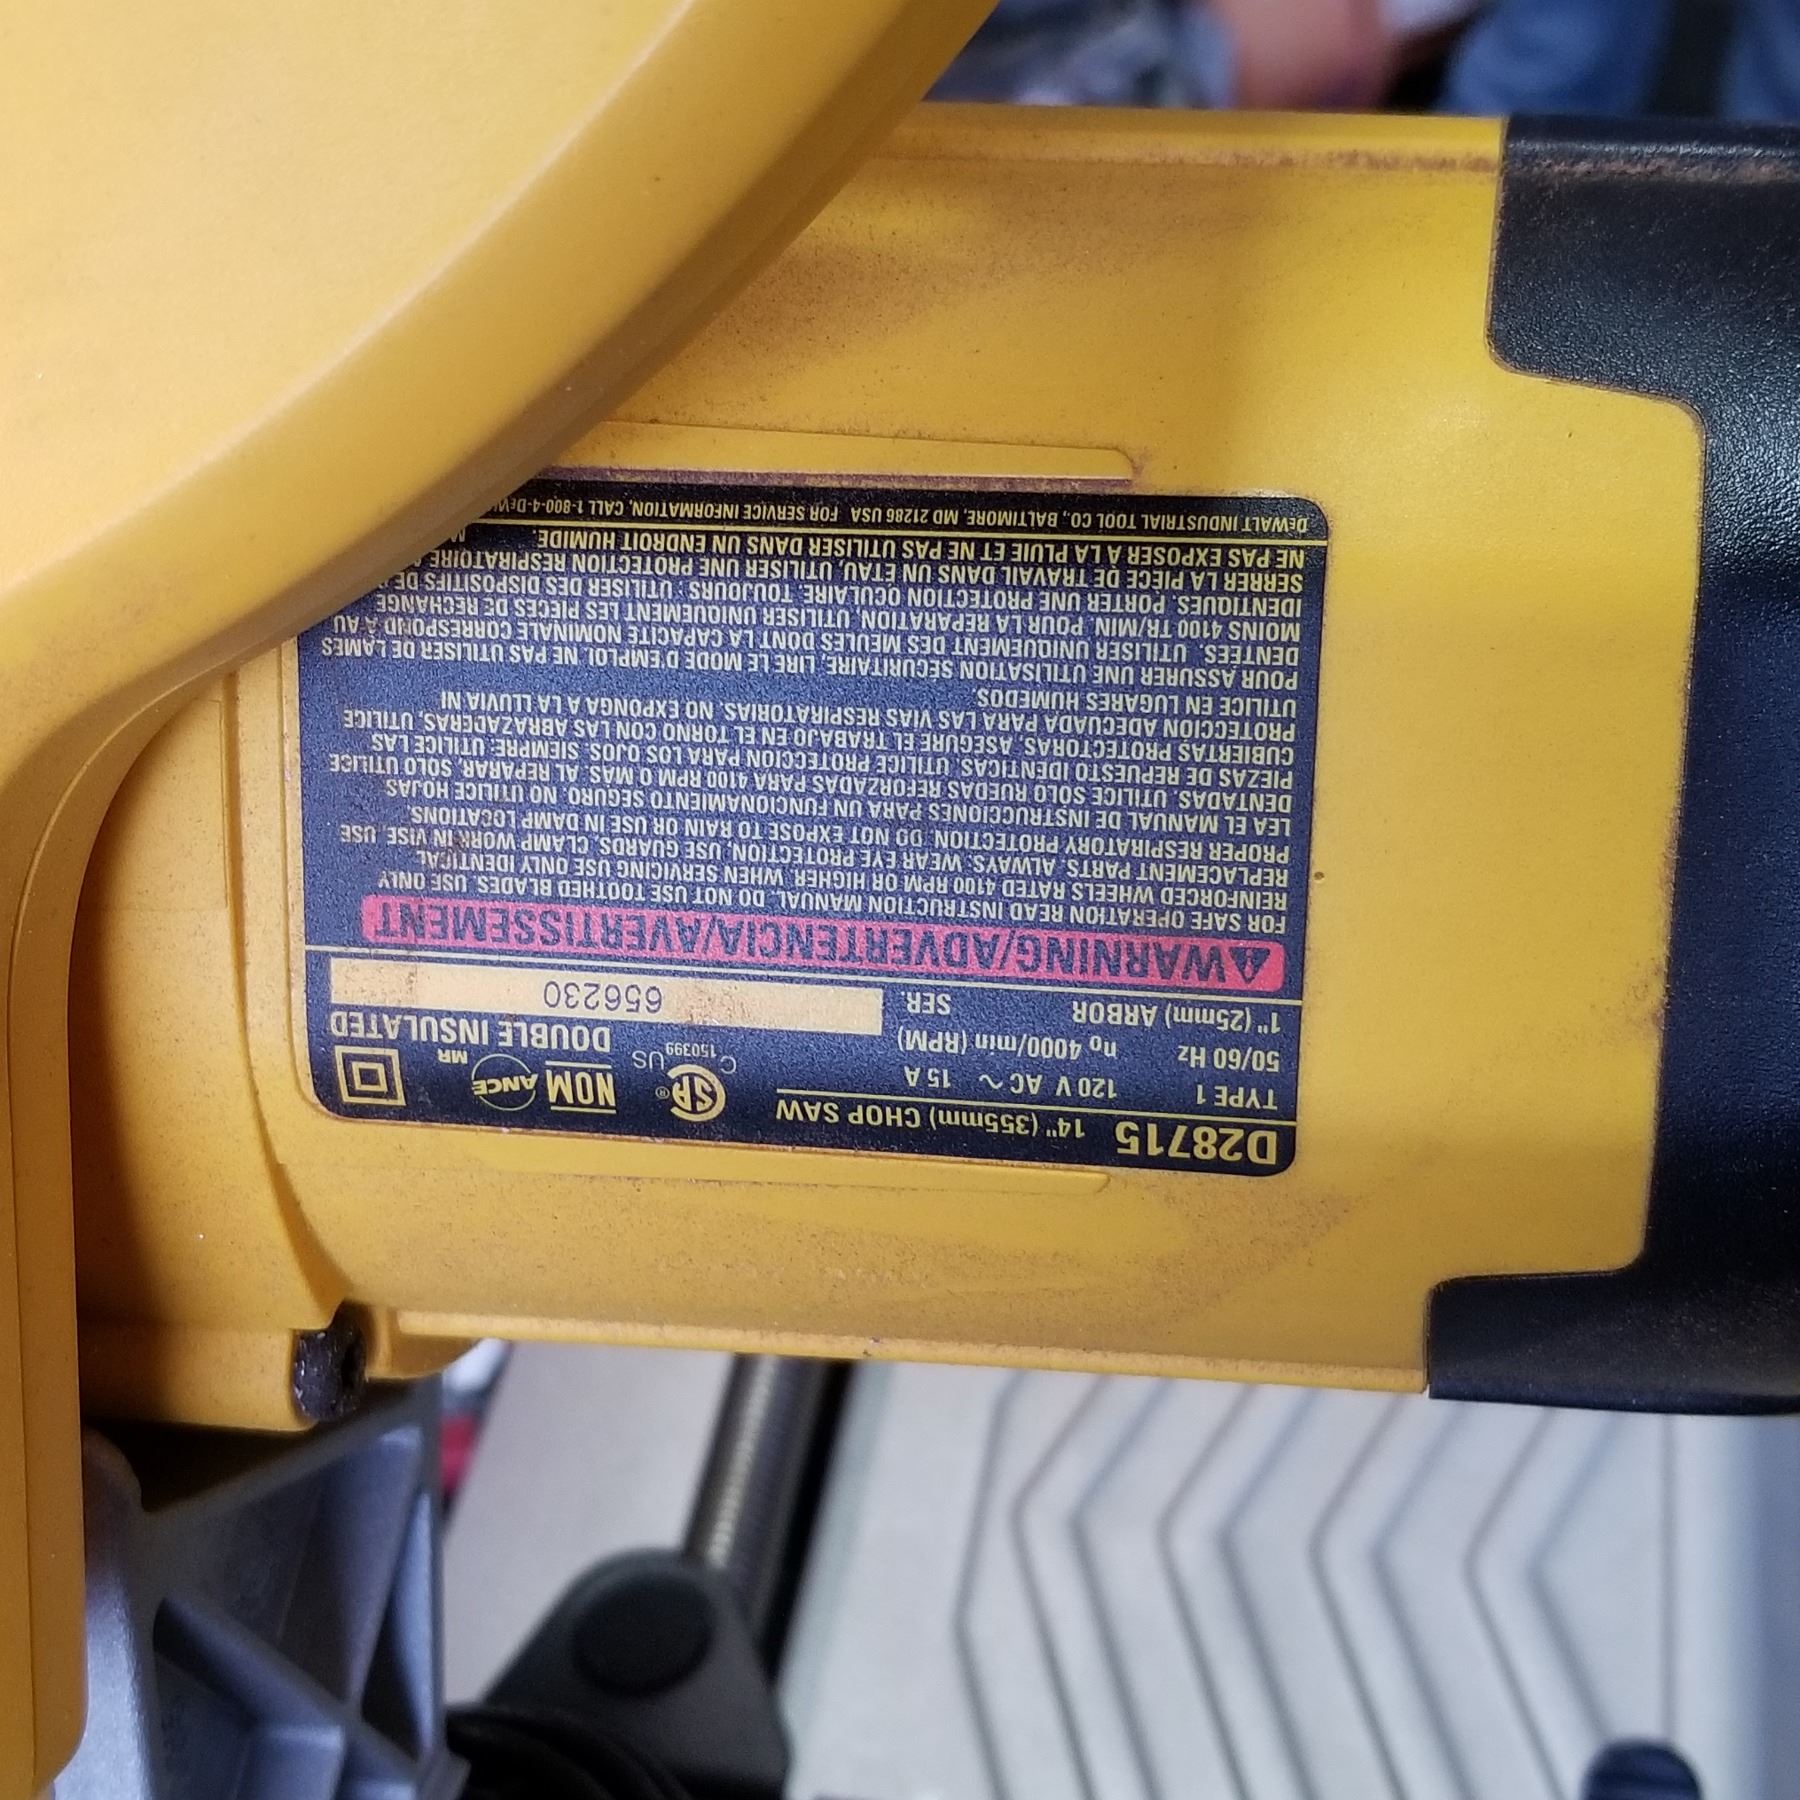 D28715 14" (355mm) CHOP SAW
TYPE 1 120 V AC ~ 15 A
50/60 Hz n₀ 4000/min (RPM)
1" (25mm) ARBOR SER.
656230
SA ®
C US
150399
NOM
ANCE
MR
DOUBLE INSULATED
WARNING/ADVERTENCIA/AVERTISSEMENT
FOR SAFE OPERATION READ INSTRUCTION MANUAL. DO NOT USE TOOTHED BLADES. USE ONLY
REINFORCED WHEELS RATED 4100 RPM OR HIGHER. WHEN SERVICING USE ONLY IDENTICAL
REPLACEMENT PARTS. ALWAYS: WEAR EYE PROTECTION, USE GUARDS. CLAMP WORK IN VISE USE
PROPER RESPIRATORY PROTECTION. DO NOT EXPOSE TO RAIN OR USE IN DAMP LOCATIONS.
LEA EL MANUAL DE INSTRUCCIONES PARA UN FUNCIONAMIENTO SEGURO. NO UTILICE HOJAS
DENTADAS. UTILICE SOLO RUEDAS REFORZADAS PARA 4100 RPM O MAS. AL REPARAR, SOLO UTILICE
PIEZAS DE REPUESTO IDENTICAS. UTILICE PROTECCION PARA LOS OJOS. SIEMPRE: UTILICE LAS
CUBIERTAS PROTECTORAS, ASEGURE EL TRABAJO EN EL TORNO CON LAS ABRAZADERAS, UTILICE
PROTECCION ADECUADA PARA LAS VIAS RESPIRATORIAS. NO EXPONGA A LA LLUVIA NI
UTILICE EN LUGARES HUMEDOS.
POUR ASSURER UNE UTILISATION SÉCURITAIRE, LIRE LE MODE D'EMPLOI. NE PAS UTILISER DE LAMES
DENTÉES. UTILISER UNIQUEMENT DES MEULES DONT LA CAPACITÉ NOMINALE CORRESPOND À AU
MOINS 4100 TR/MIN. POUR LA RÉPARATION, UTILISER UNIQUEMENT LES PIÈCES DE RECHANGE
IDENTIQUES. PORTER UNE PROTECTION OCULAIRE. TOUJOURS : UTILISER DES DISPOSITIFS DE
SERRER LA PIÈCE DE TRAVAIL DANS UN ÉTAU, UTILISER UNE PROTECTION RESPIRATOIRE
NE PAS EXPOSER À LA PLUIE ET NE PAS UTILISER DANS UN ENDROIT HUMIDE.
DeWALT INDUSTRIAL TOOL CO., BALTIMORE, MD 21286 USA FOR SERVICE INFORMATION, CALL 1-800-4-DeW